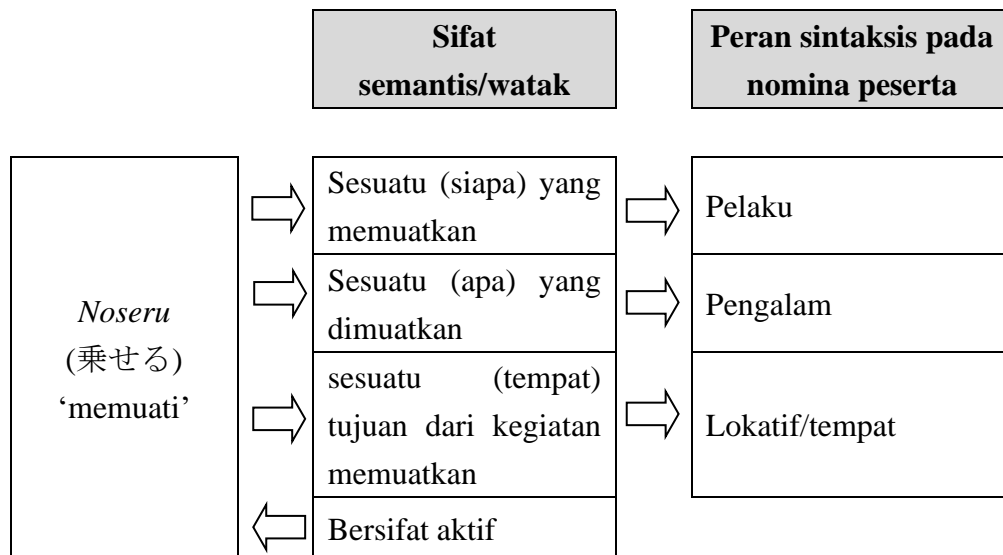 Sifat
semantis/watak
Peran sintaksis pada
nomina peserta
Noseru
(乗せる)
‘memuati’
Sesuatu (siapa) yang
memuatkan
Pelaku
Sesuatu (apa) yang
dimuatkan
Pengalam
sesuatu (tempat)
tujuan dari kegiatan
memuatkan
Lokatif/tempat
Bersifat aktif